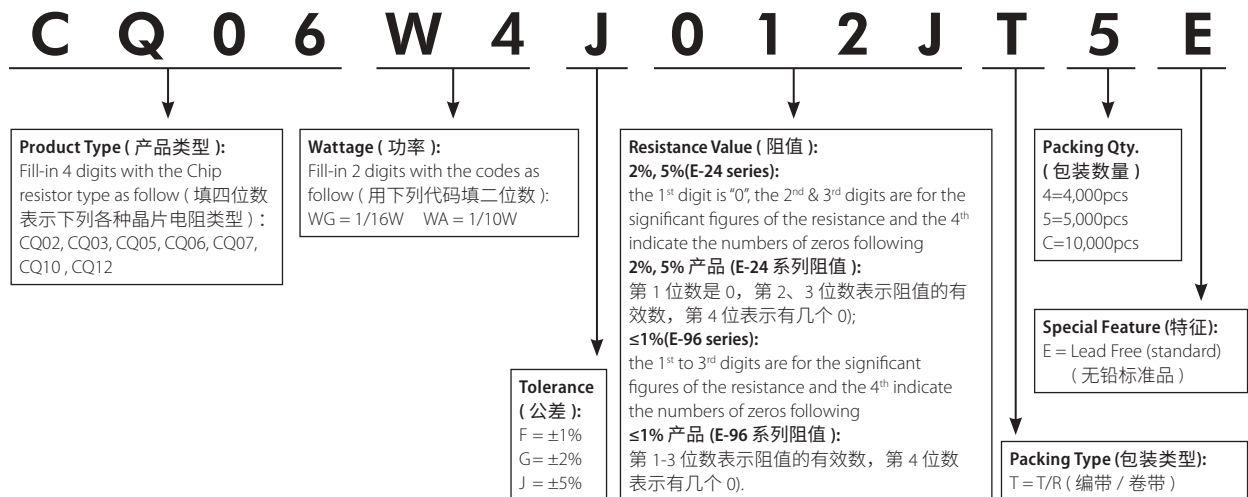 C Q 0 6 W 4 J 0 1 2 J T 5 E
Product Type ( 产品类型 ):
Fill-in 4 digits with the Chip
resistor type as follow ( 填四位数
表示下列各种晶片电阻类型 ) :
CQ02, CQ03, CQ05, CQ06, CQ07,
CQ10 , CQ12
Wattage ( 功率 ):
Fill-in 2 digits with the codes as
follow ( 用下列代码填二位数 ):
WG = 1/16W WA = 1/10W
Tolerance
( 公差 ):
F = ±1%
G= ±2%
J = ±5%
Resistance Value ( 阻值 ):
2%, 5%(E-24 series):
the 1st digit is “0”, the 2nd & 3rd digits are for the
significant figures of the resistance and the 4th
indicate the numbers of zeros following
2%, 5% 产品 (E-24 系列阻值 ):
第 1 位数是 0，第 2、3 位数表示阻值的有
效数，第 4 位表示有几个 0);
≤1%(E-96 series):
the 1st to 3rd digits are for the significant
figures of the resistance and the 4th indicate
the numbers of zeros following
≤1% 产品 (E-96 系列阻值 ):
第 1-3 位数表示阻值的有效数，第 4 位数
表示有几个 0).
Packing Qty.
( 包装数量 )
4=4,000pcs
5=5,000pcs
C=10,000pcs
Special Feature (特征):
E = Lead Free (standard)
( 无铅标准品 )
Packing Type (包装类型):
T = T/R ( 编带 / 卷带 )